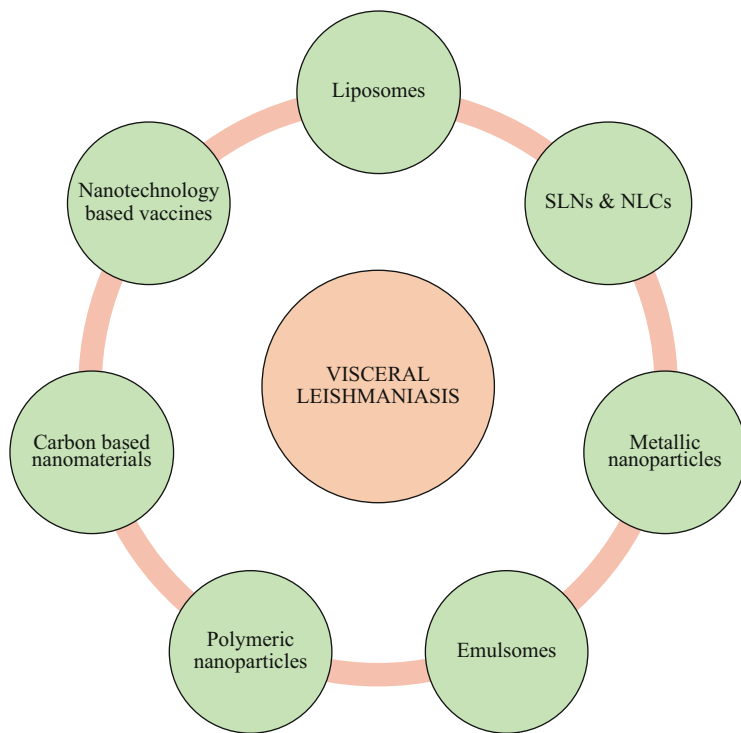 Liposomes
SLNs & NLCs
Metallic
nanoparticles
Emulsomes
Polymeric
nanoparticles
Carbon based
nanomaterials
Nanotechnology
based vaccines
VISCERAL
LEISHMANIASIS